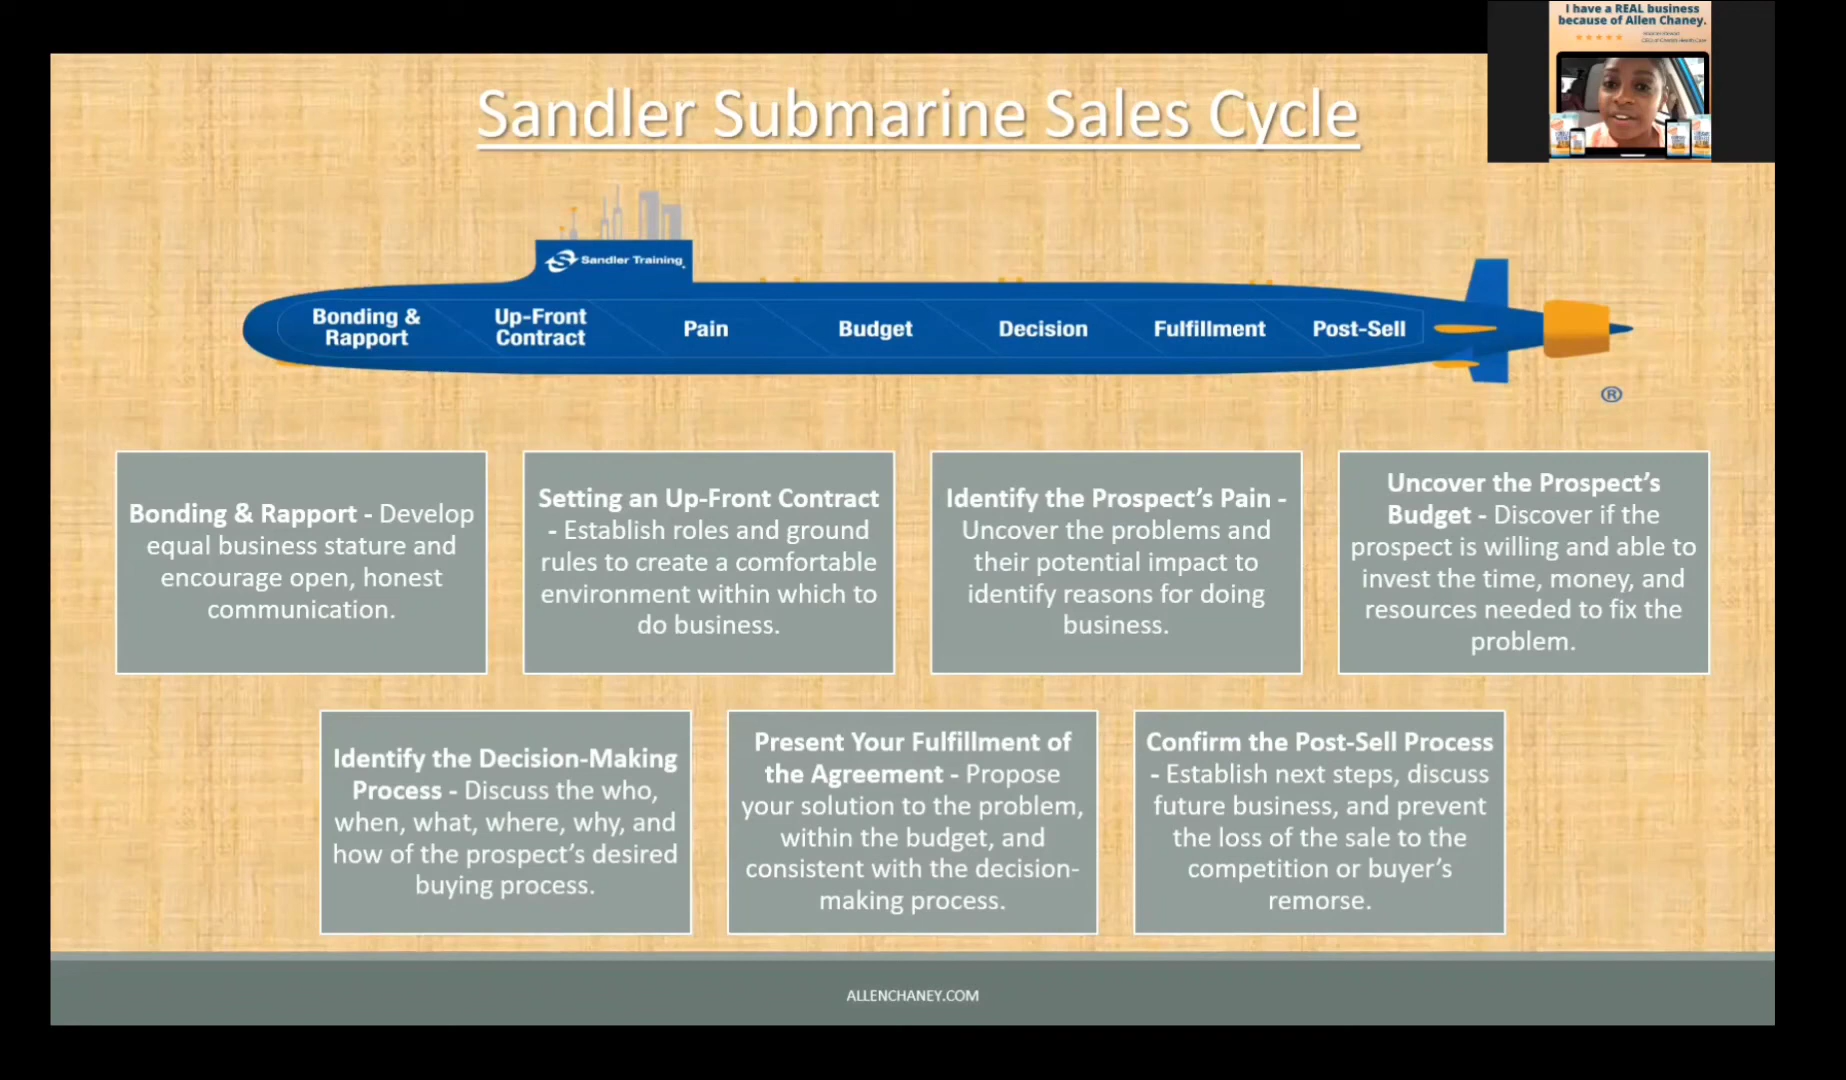 I have a REAL business
because of Allen Chaney.
Sandler Submarine Sales Cycle
Sandler Training
Bonding &
Rapport
Up-Front
Contract
Pain
Budget
Decision
Fulfillment
Post-Sell
®
Bonding & Rapport - Develop
equal business stature and
encourage open, honest
communication.
Setting an Up-Front Contract
- Establish roles and ground
rules to create a comfortable
environment within which to
do business.
Identify the Prospect's Pain -
Uncover the problems and
their potential impact to
identify reasons for doing
business.
Uncover the Prospect's
Budget - Discover if the
prospect is willing and able to
invest the time, money, and
resources needed to fix the
problem.
Identify the Decision-Making
Process - Discuss the who,
when, what, where, why, and
how of the prospect's desired
buying process.
Present Your Fulfillment of
the Agreement - Propose
your solution to the problem,
within the budget, and
consistent with the decision-
making process.
Confirm the Post-Sell Process
- Establish next steps, discuss
future business, and prevent
the loss of the sale to the
competition or buyer's
remorse.
ALLENCHANEY.COM